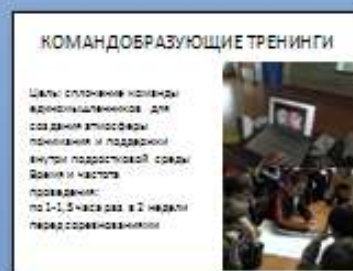 КОМАНДОБРАЗУЮЩИЕ ТРЕНИНГИ
Цель: сплочение команды
единомышленников для
создания атмосферы
понимания и поддержки
внутри подростковой среды
Время и частота
проведения:
по 1-1,5 часа раз в 2 недели
перед соревнованиями